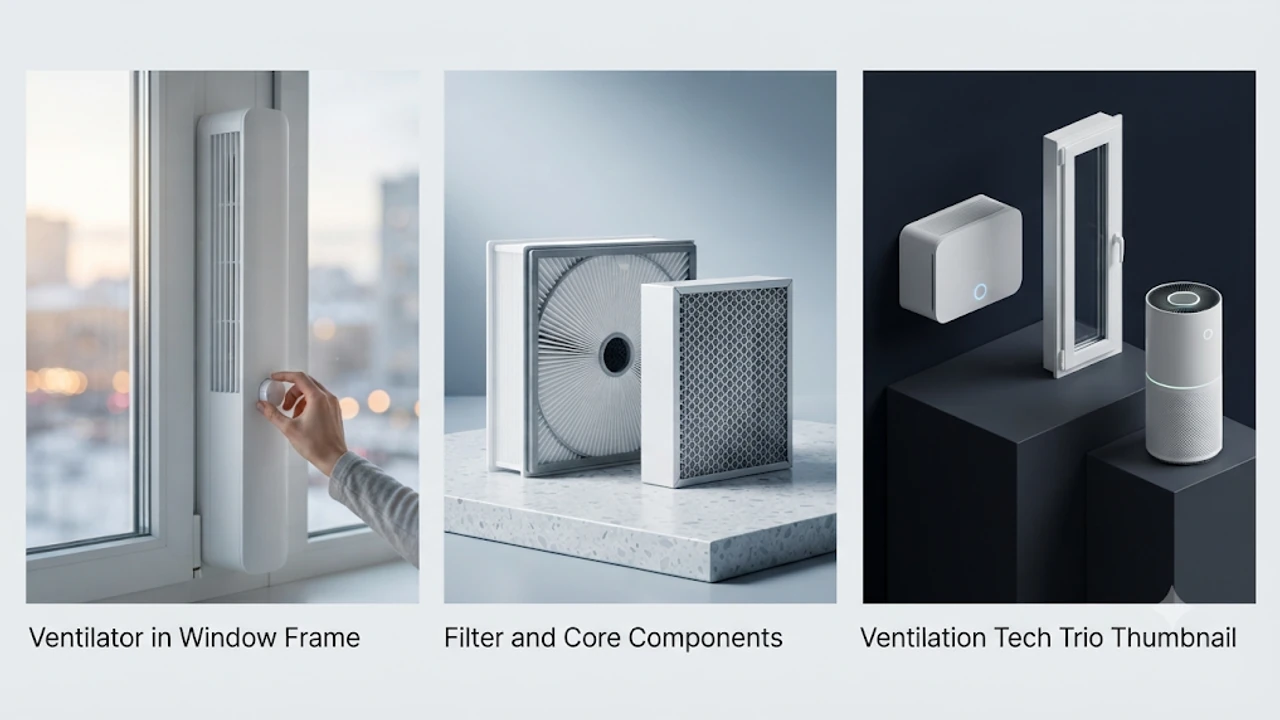 Ventilator in Window Frame
Filter and Core Components
Ventilation Tech Trio Thumbnail